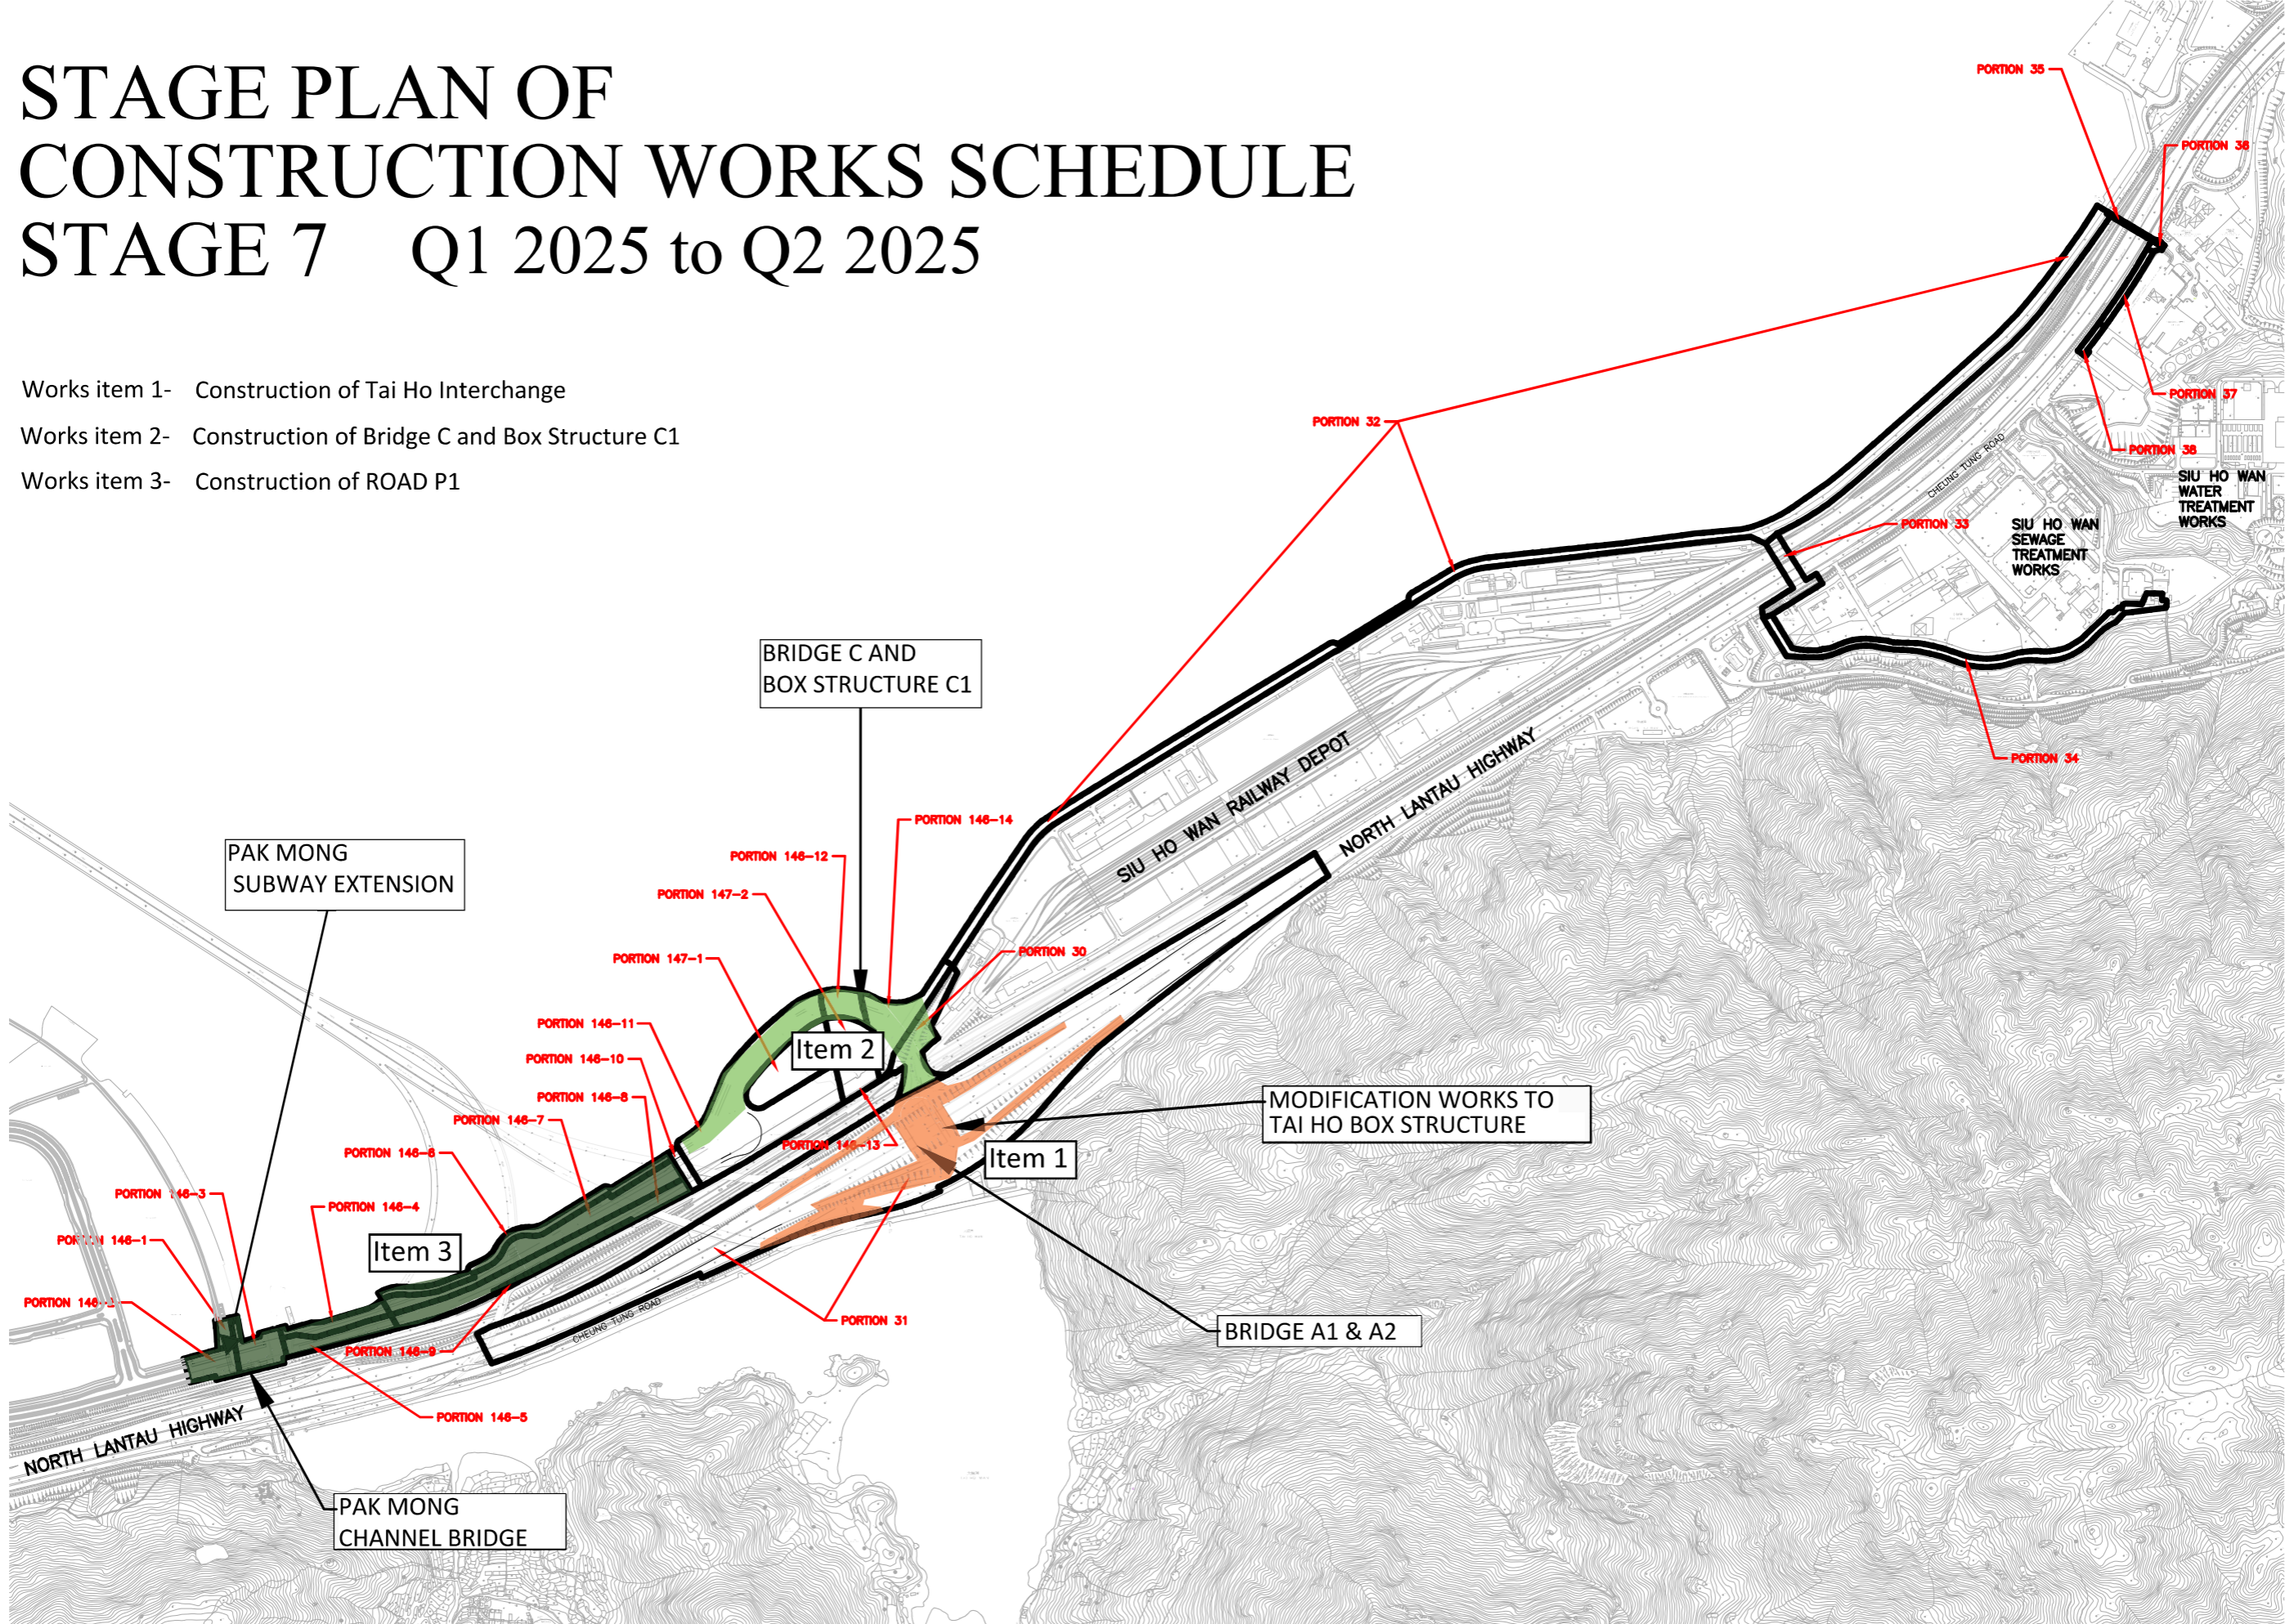 STAGE PLAN OF
CONSTRUCTION WORKS SCHEDULE
STAGE 7 Q1 2025 to Q2 2025
Works item 1- Construction of Tai Ho Interchange
Works item 2- Construction of Bridge C and Box Structure C1
Works item 3- Construction of ROAD P1
PORTION 35
PORTION 36
PORTION 37
PORTION 38
PORTION 32
CHEUNG TUNG ROAD
SIU HO WAN
WATER
TREATMENT
WORKS
PORTION 33
SIU HO WAN
SEWAGE
TREATMENT
WORKS
PORTION 34
BRIDGE C AND
BOX STRUCTURE C1
SIU HO WAN RAILWAY DEPOT
NORTH LANTAU HIGHWAY
PORTION 146-14
PORTION 146-12
PORTION 147-2
PORTION 147-1
PORTION 30
PAK MONG
SUBWAY EXTENSION
PORTION 146-11
PORTION 146-10
PORTION 146-8
PORTION 146-7
PORTION 146-6
Item 2
MODIFICATION WORKS TO
TAI HO BOX STRUCTURE
PORTION 146-13
Item 1
PORTION 146-3
PORTION 146-4
PORTION 146-1
Item 3
PORTION 146-2
PORTION 31
CHEUNG TUNG ROAD
BRIDGE A1 & A2
PORTION 146-9
PORTION 146-5
NORTH LANTAU HIGHWAY
PAK MONG
CHANNEL BRIDGE